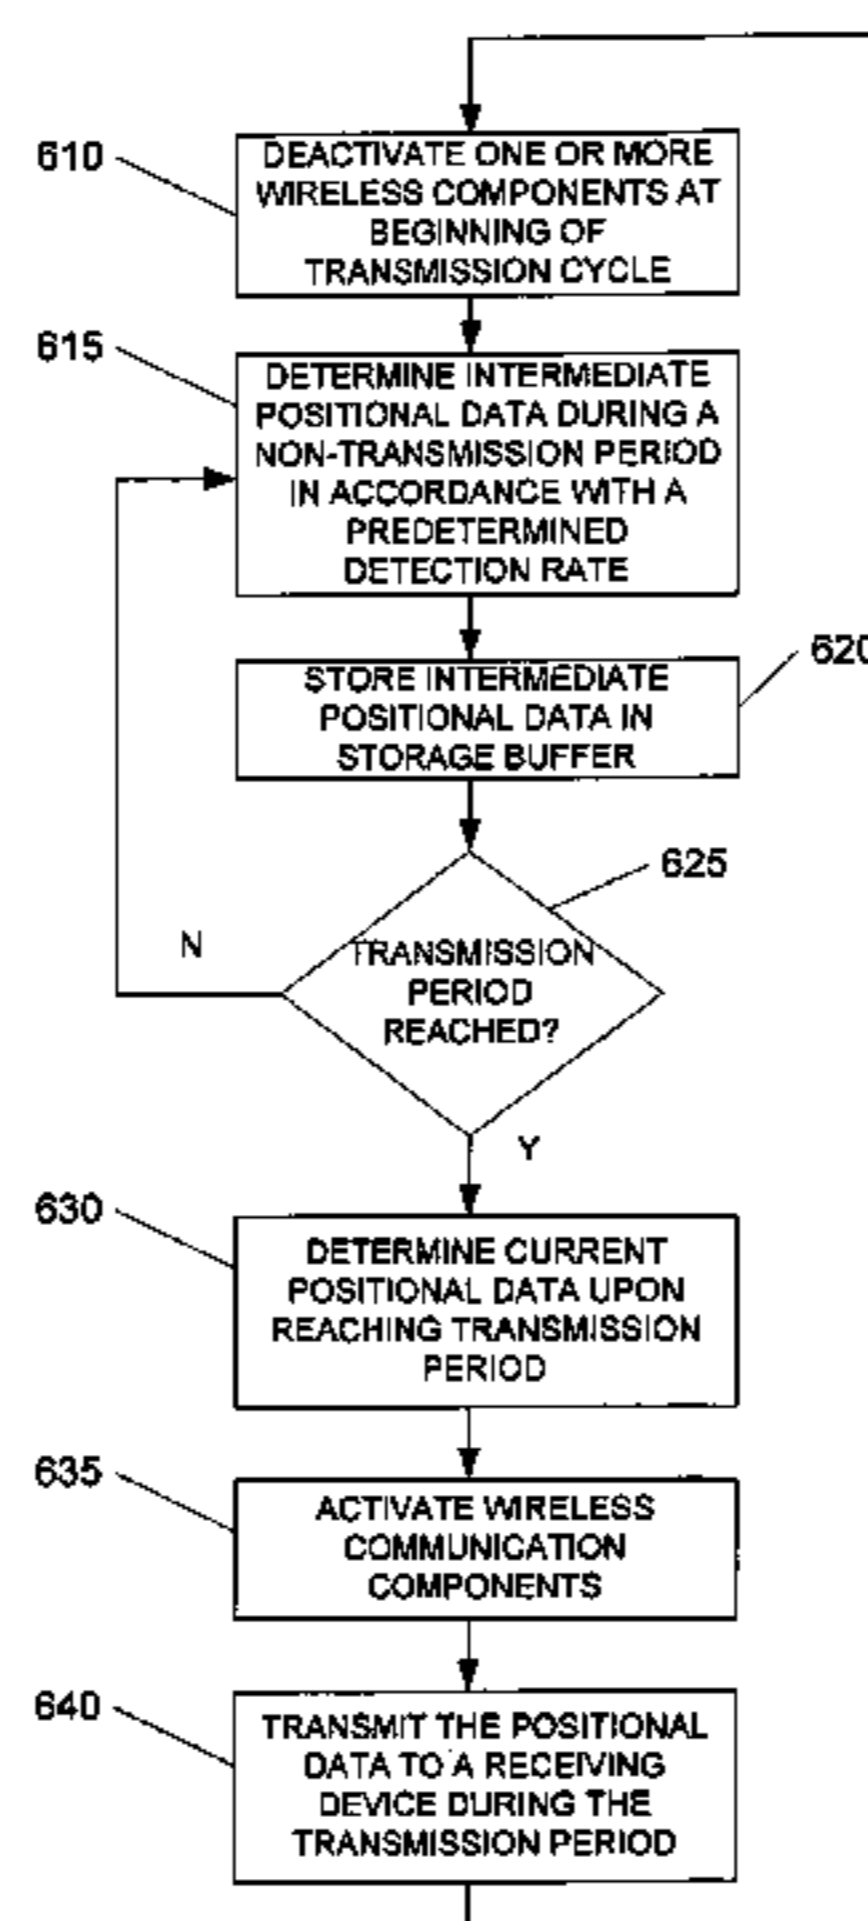 610
DEACTIVATE ONE OR MORE
WIRELESS COMPONENTS AT
BEGINNING OF
TRANSMISSION CYCLE
615
DETERMINE INTERMEDIATE
POSITIONAL DATA DURING A
NON-TRANSMISSION PERIOD
IN ACCORDANCE WITH A
PREDETERMINED
DETECTION RATE
620
STORE INTERMEDIATE
POSITIONAL DATA IN
STORAGE BUFFER
625
N
TRANSMISSION
PERIOD
REACHED?
Y
630
DETERMINE CURRENT
POSITIONAL DATA UPON
REACHING TRANSMISSION
PERIOD
635
ACTIVATE WIRELESS
COMMUNICATION
COMPONENTS
640
TRANSMIT THE POSITIONAL
DATA TO A RECEIVING
DEVICE DURING THE
TRANSMISSION PERIOD